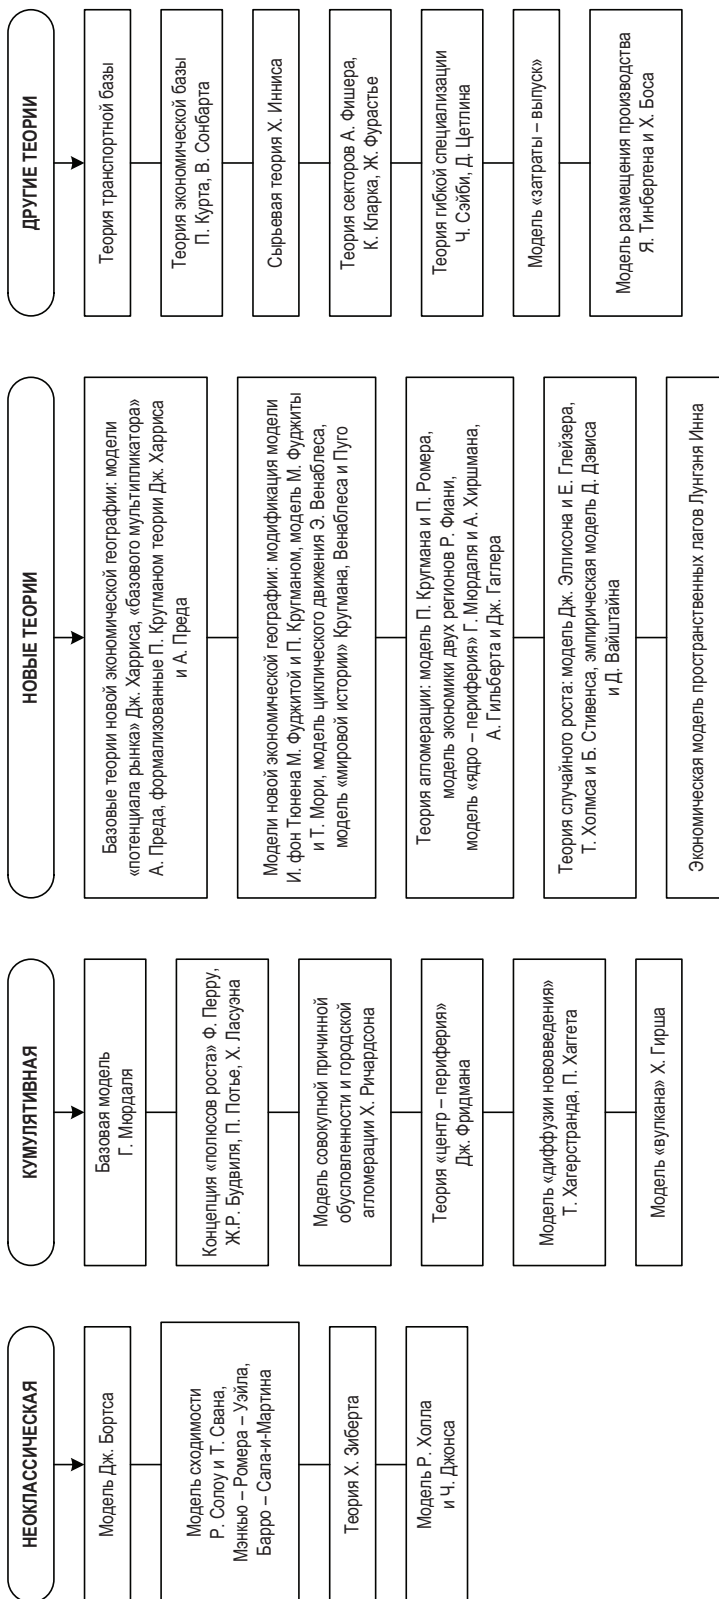 НЕОКЛАССИЧЕСКАЯ
Модель Дж. Бортса
Модель сходимости
Р. Солоу и Т. Свана,
Мэнкью – Ромера – Уэйла,
Барро – Сала-и-Мартина
Теория Х. Зиберта
Модель Р. Холла
и Ч. Джонса
КУМУЛЯТИВНАЯ
Базовая модель
Г. Мюрдаля
Концепция «полюсов роста» Ф. Перру,
Ж.Р. Будвиля, П. Потье, Х. Ласуэна
Модель совокупной причинной
обусловленности и городской
агломерации Х. Ричардсона
Теория «центр – периферия»
Дж. Фридмана
Модель «диффузии нововведения»
Т. Хагерстранда, П. Хаггета
Модель «вулкана» Х. Гирша
НОВЫЕ ТЕОРИИ
Базовые теории новой экономической географии: модели
«потенциала рынка» Дж. Харриса, «базового мультипликатора»
А. Преда, формализованные П. Кругманом теории Дж. Харриса
и А. Преда
Модели новой экономической географии: модификация модели
И. фон Тюнена М. Фуджитой и П. Кругманом, модель М. Фуджиты
и Т. Мори, модель циклического движения Э. Венаблеса,
модель «мировой истории» Кругмана, Венаблеса и Пуго
Теория агломерации: модель П. Кругмана и П. Ромера,
модель экономики двух регионов Р. Фиани,
модель «ядро – периферия» Г. Мюрдаля и А. Хиршмана,
А. Гильберта и Дж. Гаглера
Теория случайного роста: модель Дж. Эллисона и Е. Глейзера,
Т. Холмса и Б. Стивенса, эмпирическая модель Д. Дэвиса
и Д. Вайштайна
Экономическая модель пространственных лагов Лунгэня Инна
ДРУГИЕ ТЕОРИИ
Теория транспортной базы
Теория экономической базы
П. Курта, В. Сонбарта
Сырьевая теория Х. Инниса
Теория секторов А. Фишера,
К. Кларка, Ж. Фурастье
Теория гибкой специализации
Ч. Сэйби, Д. Цетлина
Модель «затраты – выпуск»
Модель размещения производства
Я. Тинбергена и Х. Боса